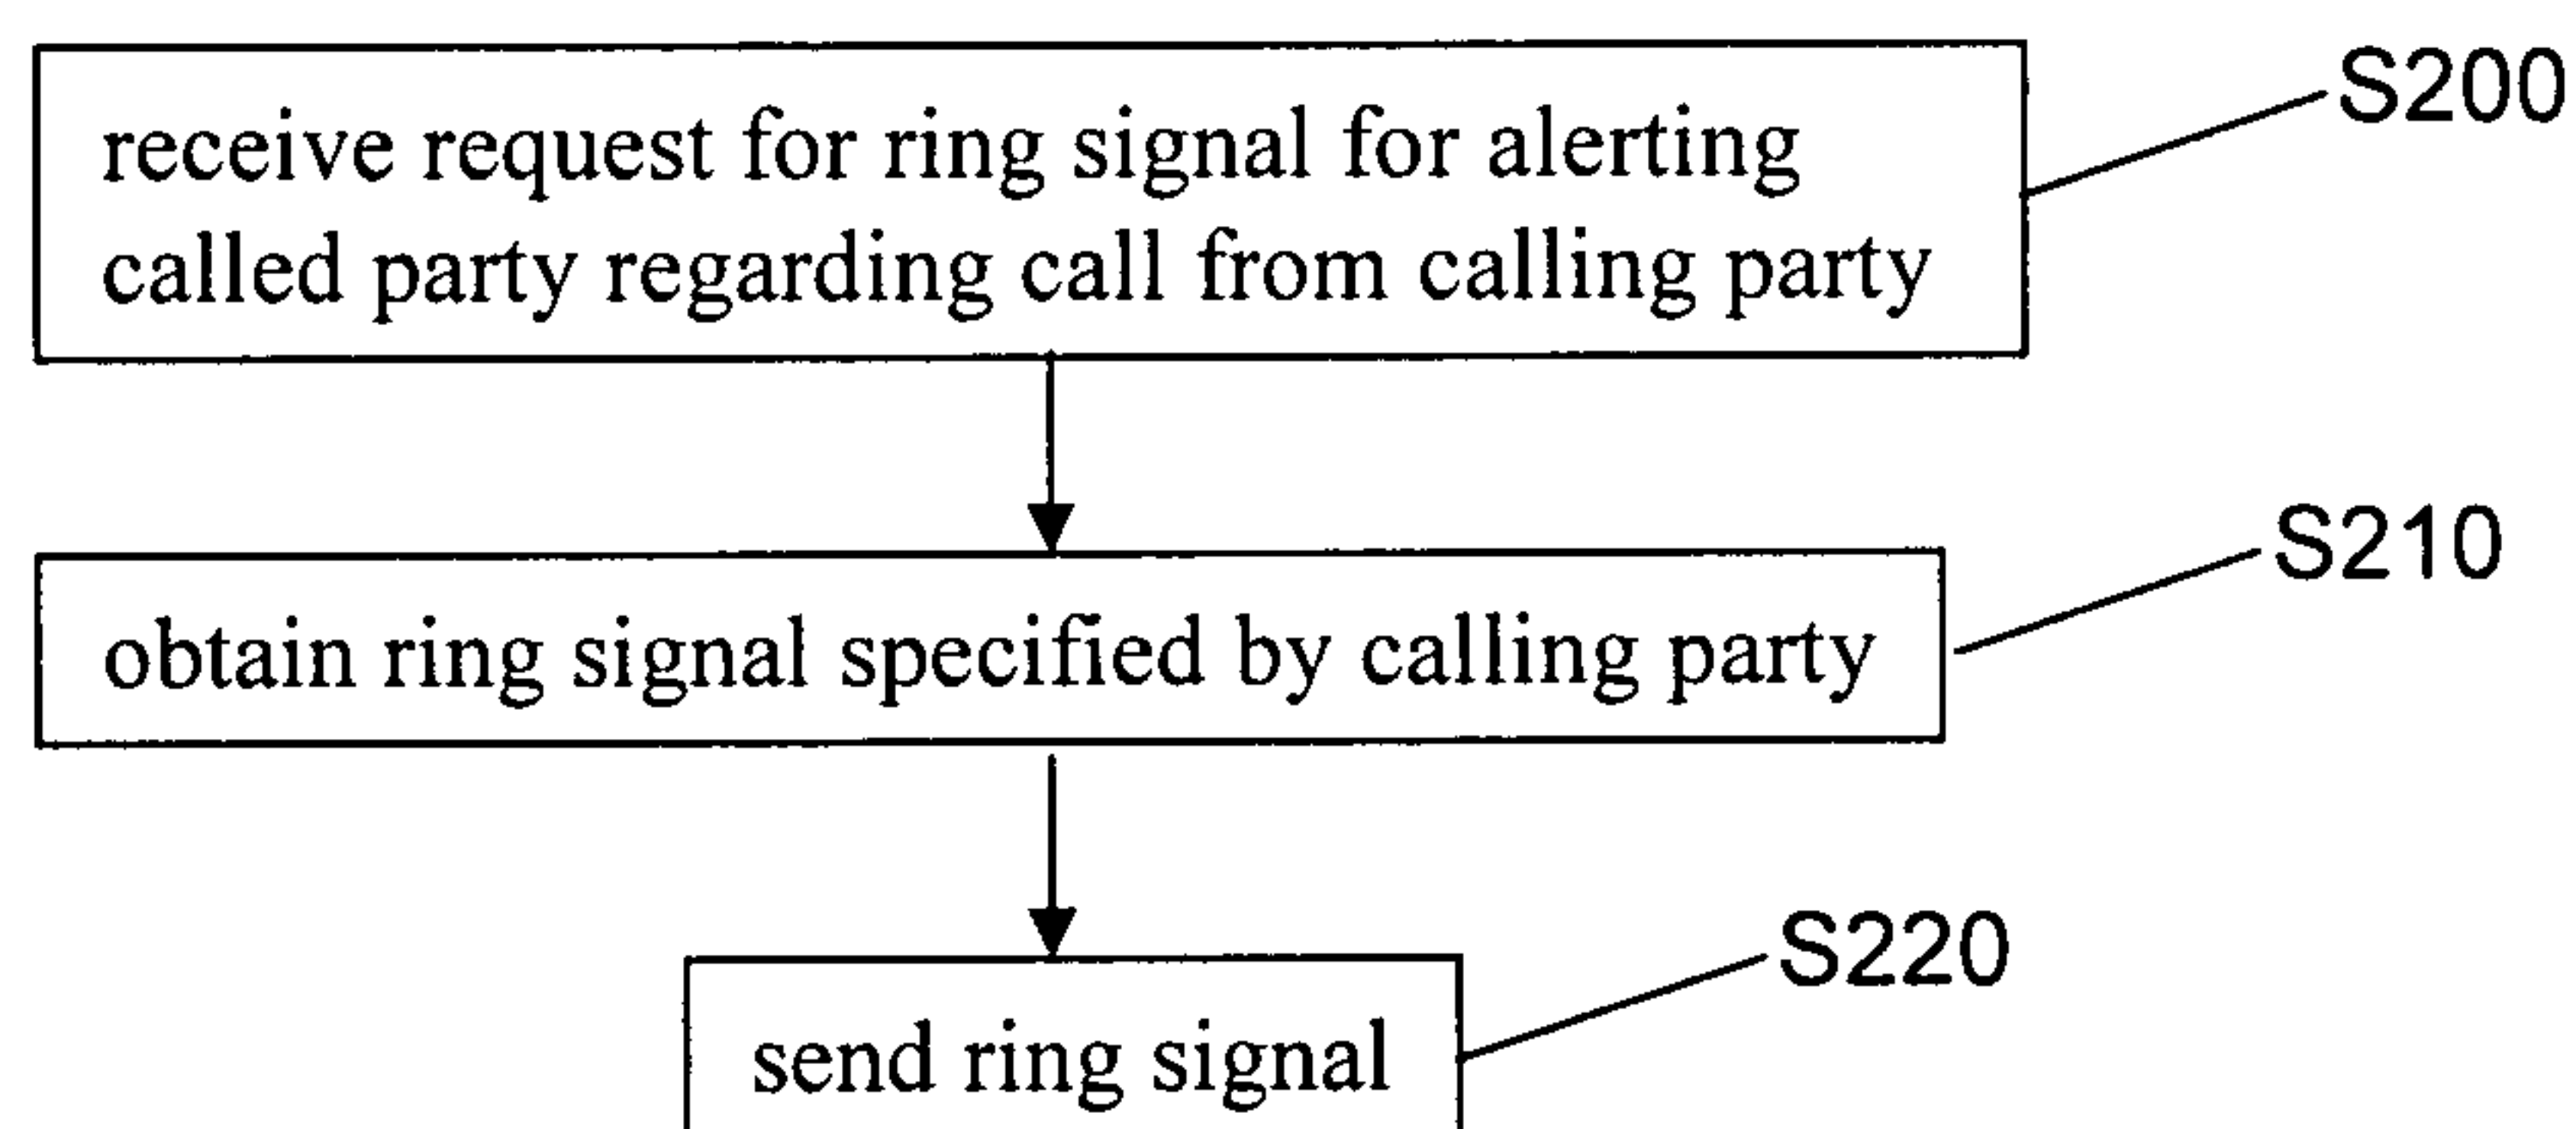 receive request for ring signal for alerting
called party regarding call from calling party
S200
obtain ring signal specified by calling party
S210
send ring signal
S220